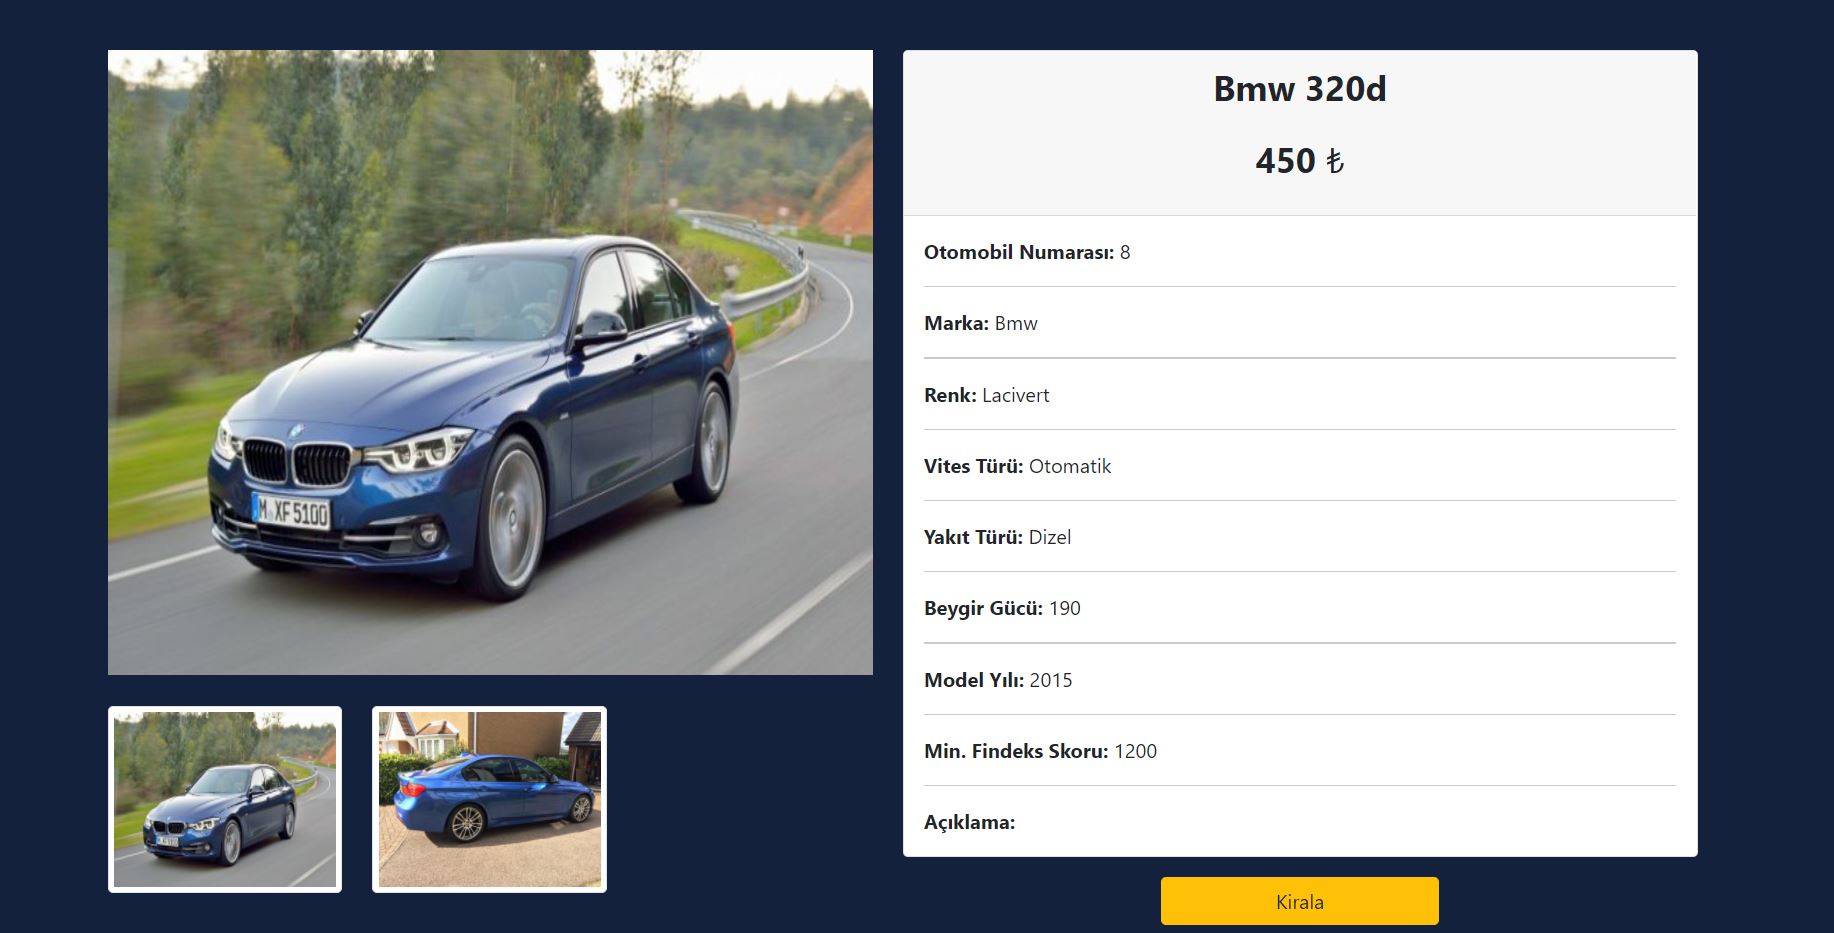 Bmw 320d
450 ₺
Otomobil Numarası: 8
Marka: Bmw
Renk: Lacivert
Vites Türü: Otomatik
Yakıt Türü: Dizel
Beygir Gücü: 190
Model Yılı: 2015
Min. Findeks Skoru: 1200
Açıklama:
Kirala
M XF 5100